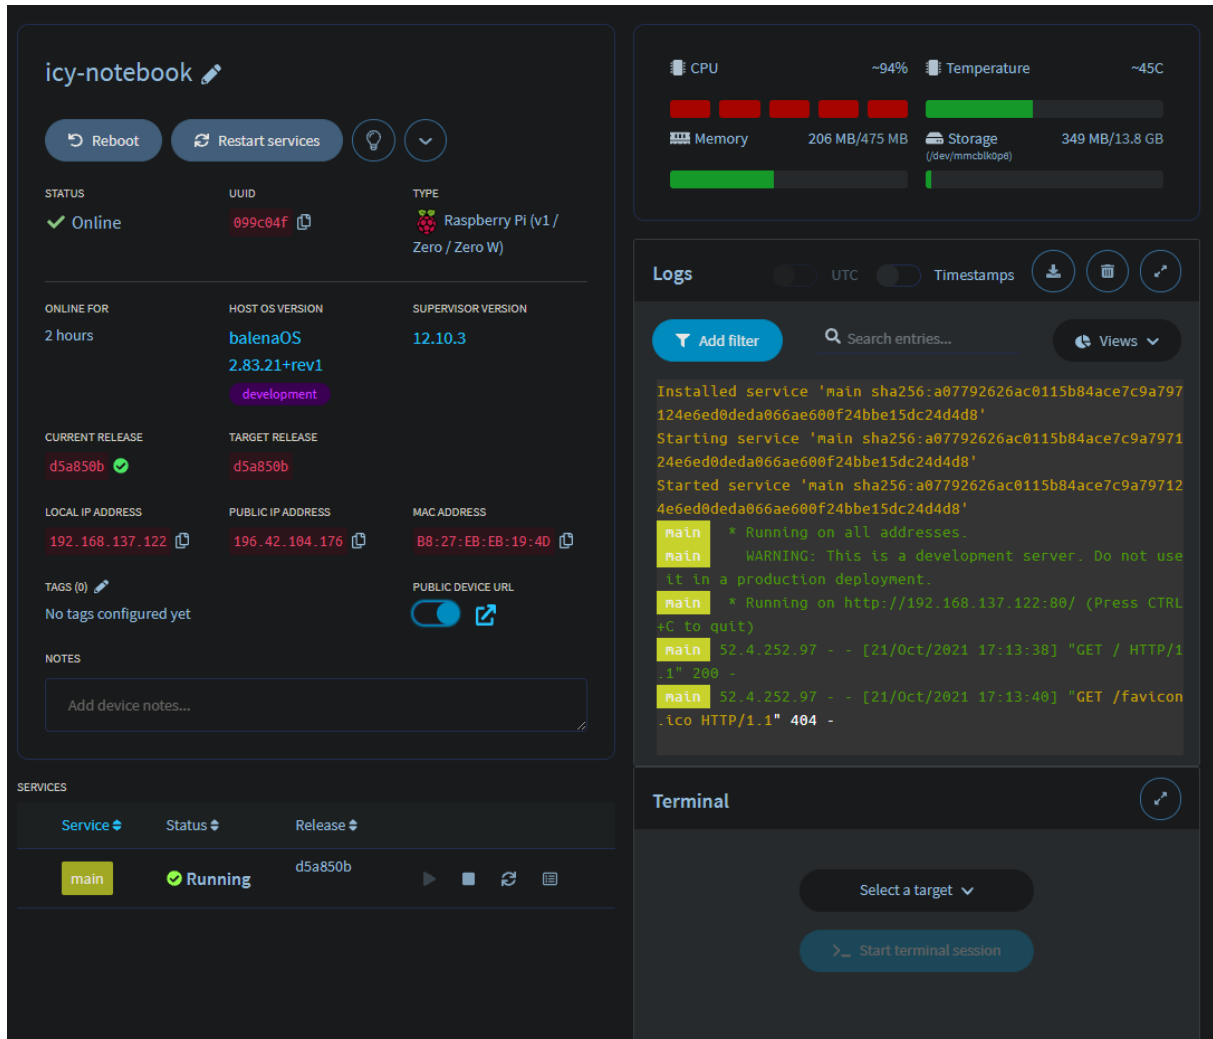 icy-notebook
Reboot
Restart services
STATUS
UUID
TYPE
Online
099c04f
Raspberry Pi (v1 /
Zero / Zero W)
ONLINE FOR
HOST OS VERSION
SUPERVISOR VERSION
2 hours
balenaOS
2.83.21+rev1
12.10.3
development
CURRENT RELEASE
TARGET RELEASE
d5a850b
d5a850b
LOCAL IP ADDRESS
PUBLIC IP ADDRESS
MAC ADDRESS
192.168.137.122
196.42.104.176
B8:27:EB:EB:19:4D
TAGS (0)
PUBLIC DEVICE URL
No tags configured yet
NOTES
Add device notes...
SERVICES
Service
Status
Release
main
Running
d5a850b
CPU
~94%
Temperature
~45C
Memory
206 MB/475 MB
Storage
(/dev/mmcblk0p6)
349 MB/13.8 GB
Logs
UTC
Timestamps
Add filter
Search entries...
Views
Installed service 'main sha256:a07792626ac0115b84ace7c9a797
124e6ed0deda066ae600f24bbe15dc24d4d8'
Starting service 'main sha256:a07792626ac0115b84ace7c9a7971
24e6ed0deda066ae600f24bbe15dc24d4d8'
Started service 'main sha256:a07792626ac0115b84ace7c9a79712
4e6ed0deda066ae600f24bbe15dc24d4d8'
main * Running on all addresses.
main WARNING: This is a development server. Do not use
it in a production deployment.
main * Running on http://192.168.137.122:80/ (Press CTRL
+C to quit)
main 52.4.252.97 - - [21/Oct/2021 17:13:38] "GET / HTTP/1
.1" 200 -
main 52.4.252.97 - - [21/Oct/2021 17:13:40] "GET /favicon
.ico HTTP/1.1" 404 -
Terminal
Select a target
Start terminal session